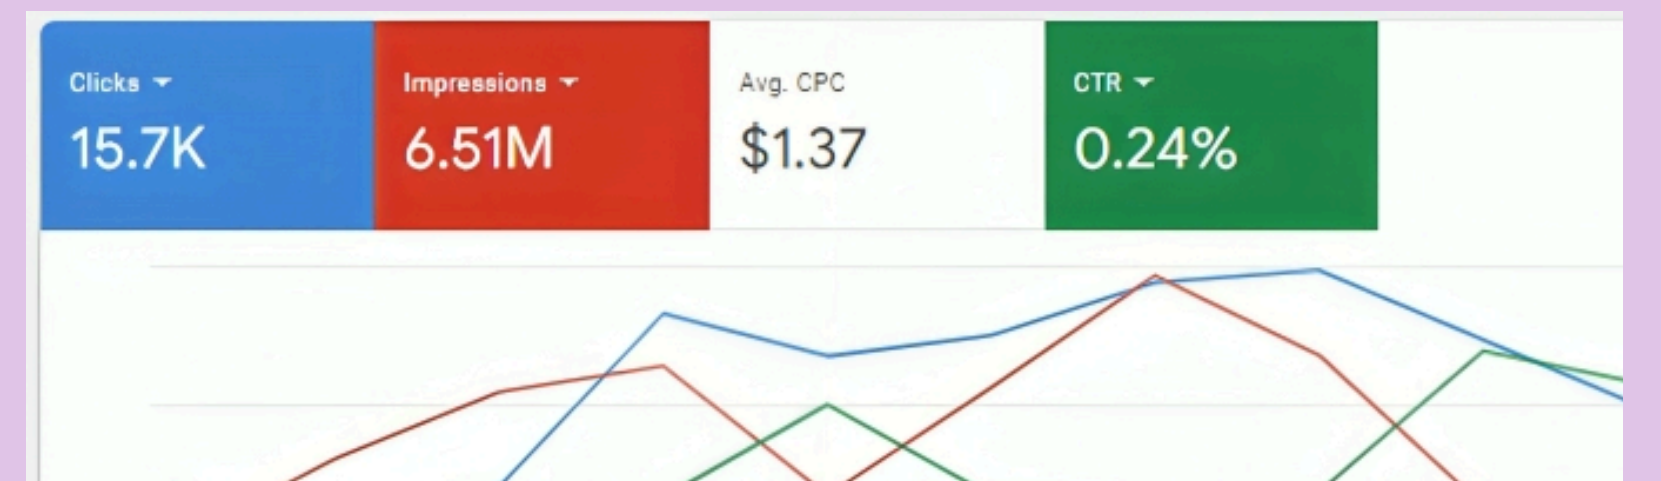 Clicks
15.7K
Impressions
6.51M
Avg. CPC
$1.37
CTR
0.24%